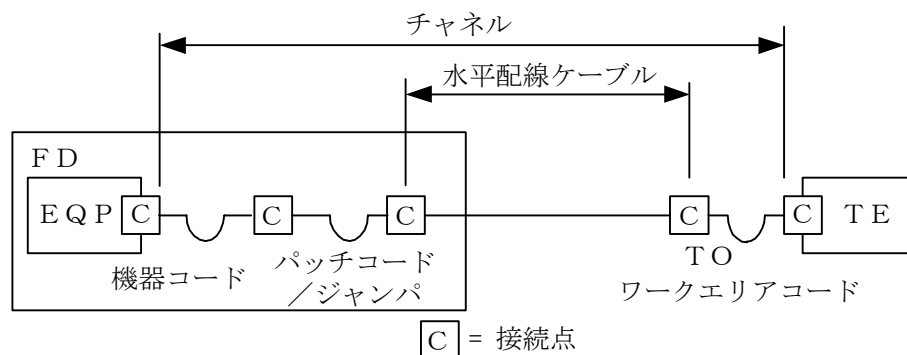 チャネル
水平配線ケーブル
ＦＤ
ＥＱＰ
Ｃ
Ｃ
Ｃ
Ｃ
Ｃ
ＴＥ
機器コード
パッチコード
／ジャンパ
ＴＯ
ワークエリアコード
Ｃ = 接続点